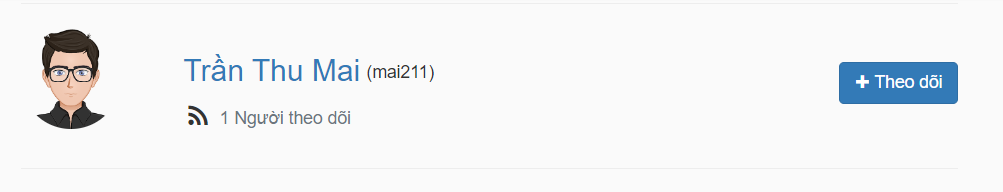 Trần Thu Mai (mai211)
+ Theo dõi
1 Người theo dõi